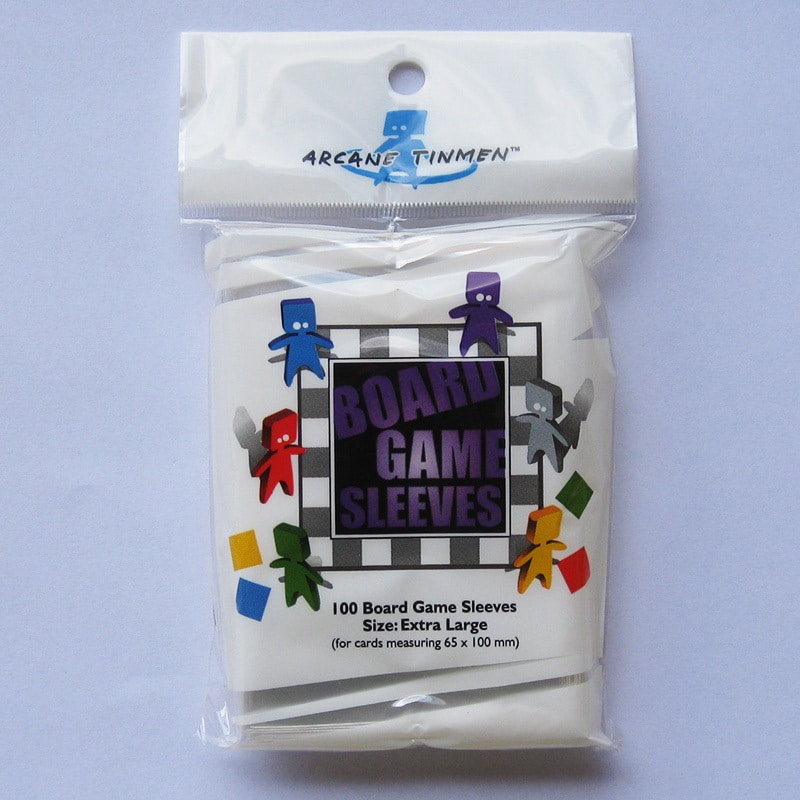 ARCANE TINMEN™
BOARD
GAME
SLEEVES
100 Board Game Sleeves
Size: Extra Large
(for cards measuring 65 x 100 mm)